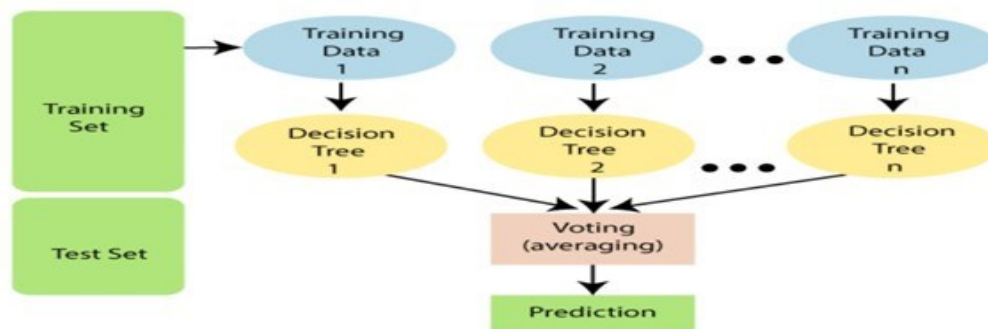 Training
Set
Test Set
Training
Data
1
Training
Data
2
Training
Data
n
Decision
Tree
1
Decision
Tree
2
Decision
Tree
n
Voting
(averaging)
Prediction